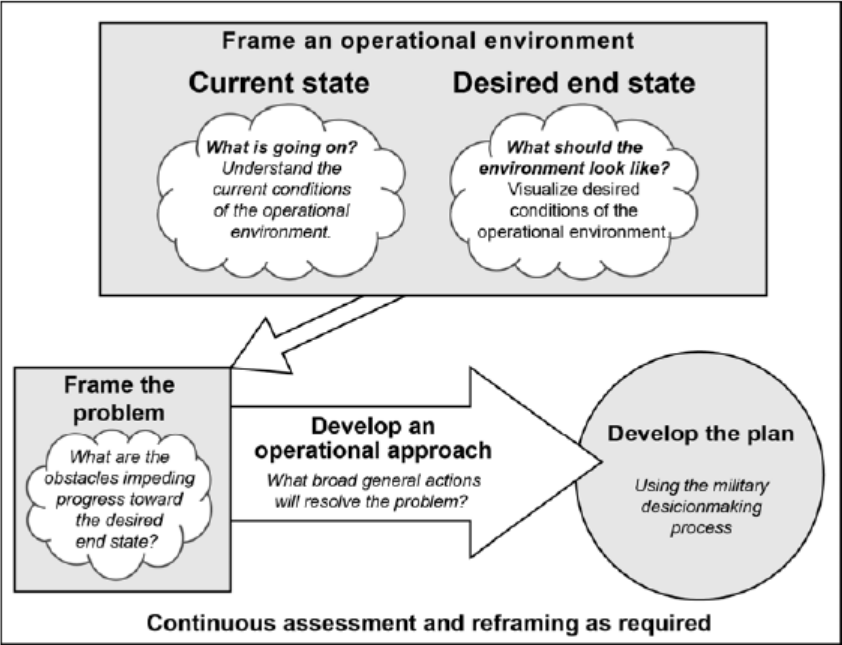 Frame an operational environment
Current state
Desired end state
What is going on?
Understand the
current conditions
of the operational
environment.
What should the
environment look like?
Visualize desired
conditions of the
operational environment.
Frame the
problem
What are the
obstacles impeding
progress toward
the desired
end state?
Develop an
operational approach
What broad general actions
will resolve the problem?
Develop the plan
Using the military
desicionmaking
process
Continuous assessment and reframing as required